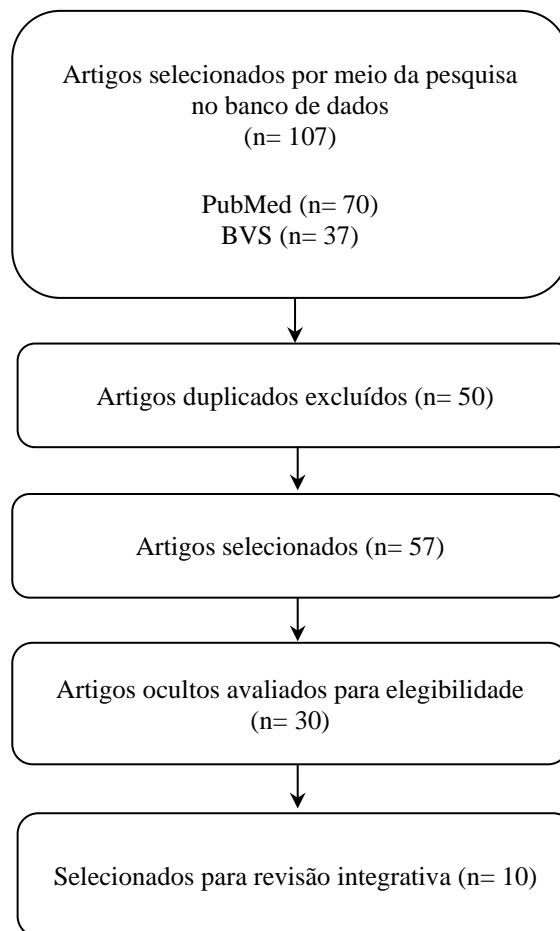 Artigos selecionados por meio da pesquisa
no banco de dados
(n= 107)
PubMed (n= 70)
BVS (n= 37)
Artigos duplicados excluídos (n= 50)
Artigos selecionados (n= 57)
Artigos ocultos avaliados para elegibilidade
(n= 30)
Selecionados para revisão integrativa (n= 10)